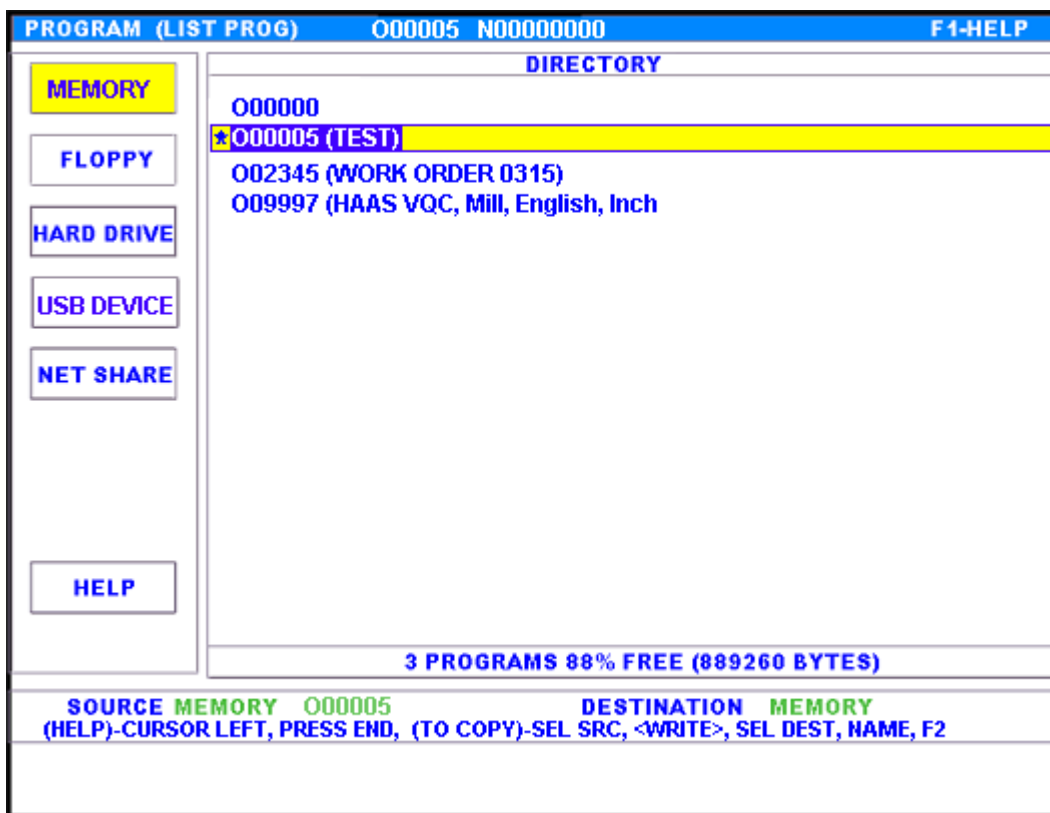 PROGRAM (LIST PROG) O00005 N00000000 F1-HELP
MEMORY
FLOPPY
HARD DRIVE
USB DEVICE
NET SHARE
HELP
DIRECTORY
O00000
*O00005 (TEST)
O02345 (WORK ORDER 0315)
O09997 (HAAS VQC, Mill, English, Inch
3 PROGRAMS 88% FREE (889260 BYTES)
SOURCE MEMORY O00005 DESTINATION MEMORY
(HELP)-CURSOR LEFT, PRESS END, (TO COPY)-SEL SRC, <WRITE>, SEL DEST, NAME, F2